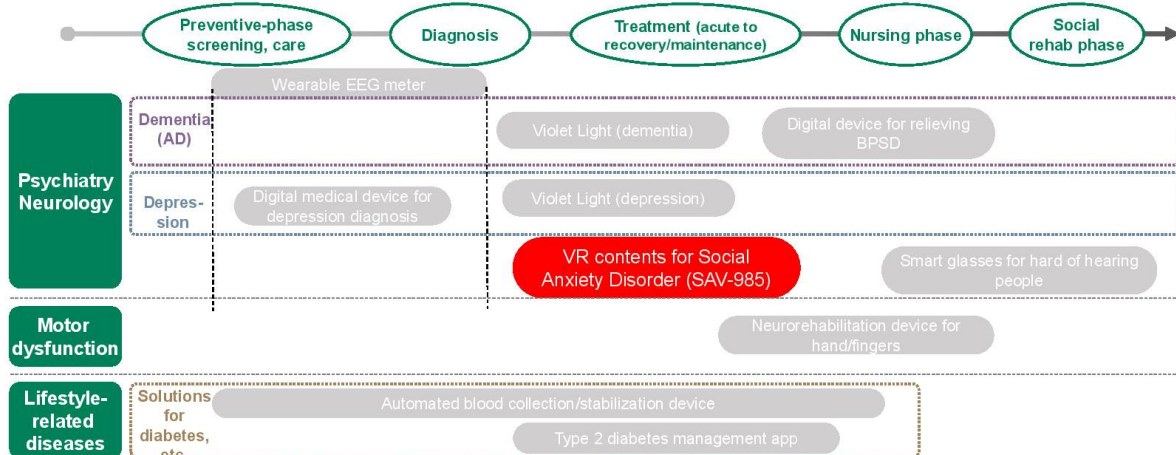 Preventive-phase
screening, care
Diagnosis
Treatment (acute to
recovery/maintenance)
Nursing phase
Social
rehab phase
Wearable EEG meter
Psychiatry
Neurology
Dementia
(AD)
Violet Light (dementia)
Digital device for relieving
BPSD
Depres-
sion
Digital medical device for
depression diagnosis
Violet Light (depression)
VR contents for Social
Anxiety Disorder (SAV-985)
Smart glasses for hard of hearing
people
Motor
dysfunction
Neurorehabilitation device for
hand/fingers
Lifestyle-
related
diseases
Solutions
for
diabetes,
etc
Automated blood collection/stabilization device
Type 2 diabetes management app